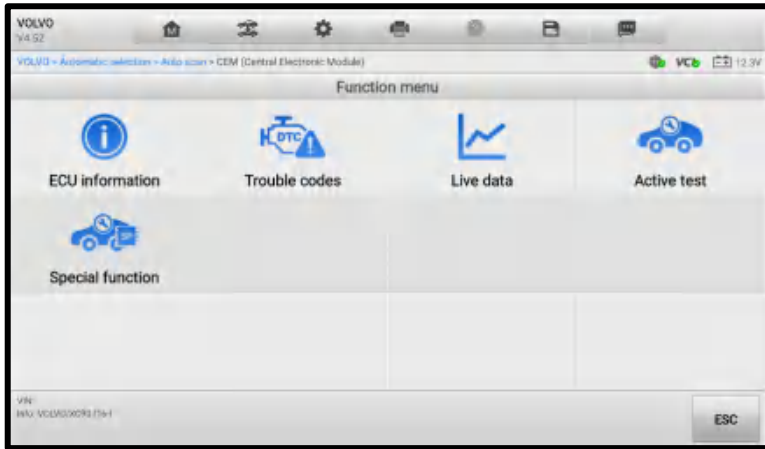 VOLVO
V4.52
VOLVO > Automatic selection > Auto scan > CEM (Central Electronic Module)
VCI
12.3V
Function menu
ECU information
Trouble codes
Live data
Active test
Special function
VIN:
ESC